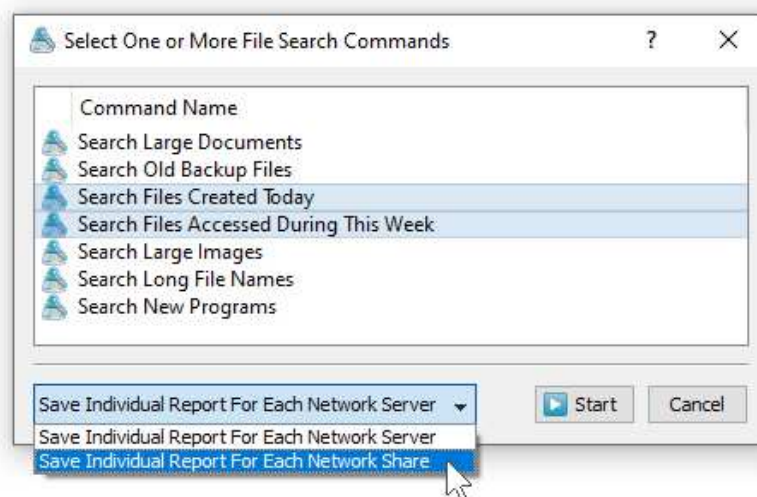 Select One or More File Search Commands ?
Command Name
Search Large Documents
Search Old Backup Files
Search Files Created Today
Search Files Accessed During This Week
Search Large Images
Search Long File Names
Search New Programs
Save Individual Report For Each Network Server Start Cancel
Save Individual Report For Each Network Server
Save Individual Report For Each Network Share